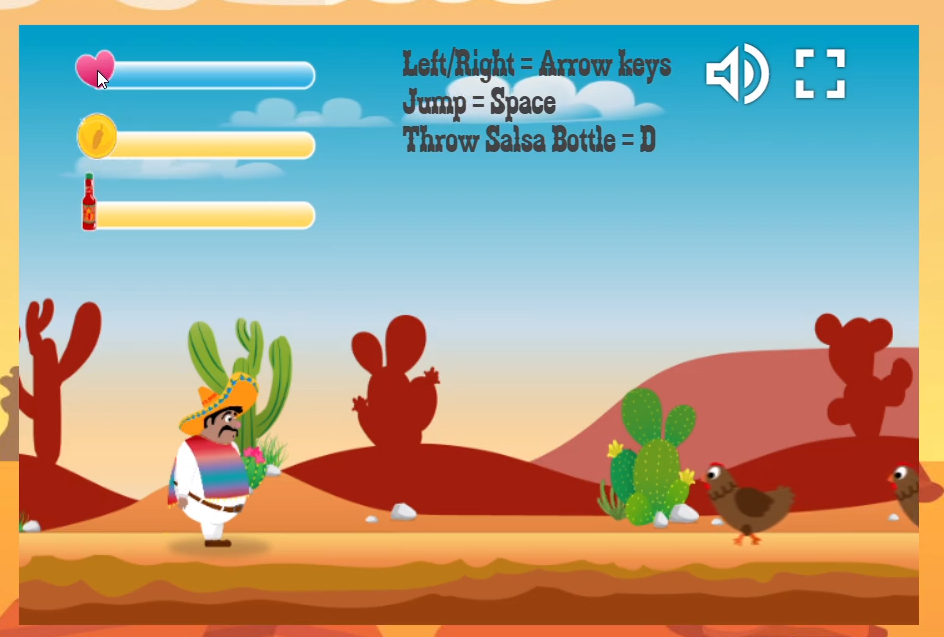 Left/Right = Arrow keys
Jump = Space
Throw Salsa Bottle = D